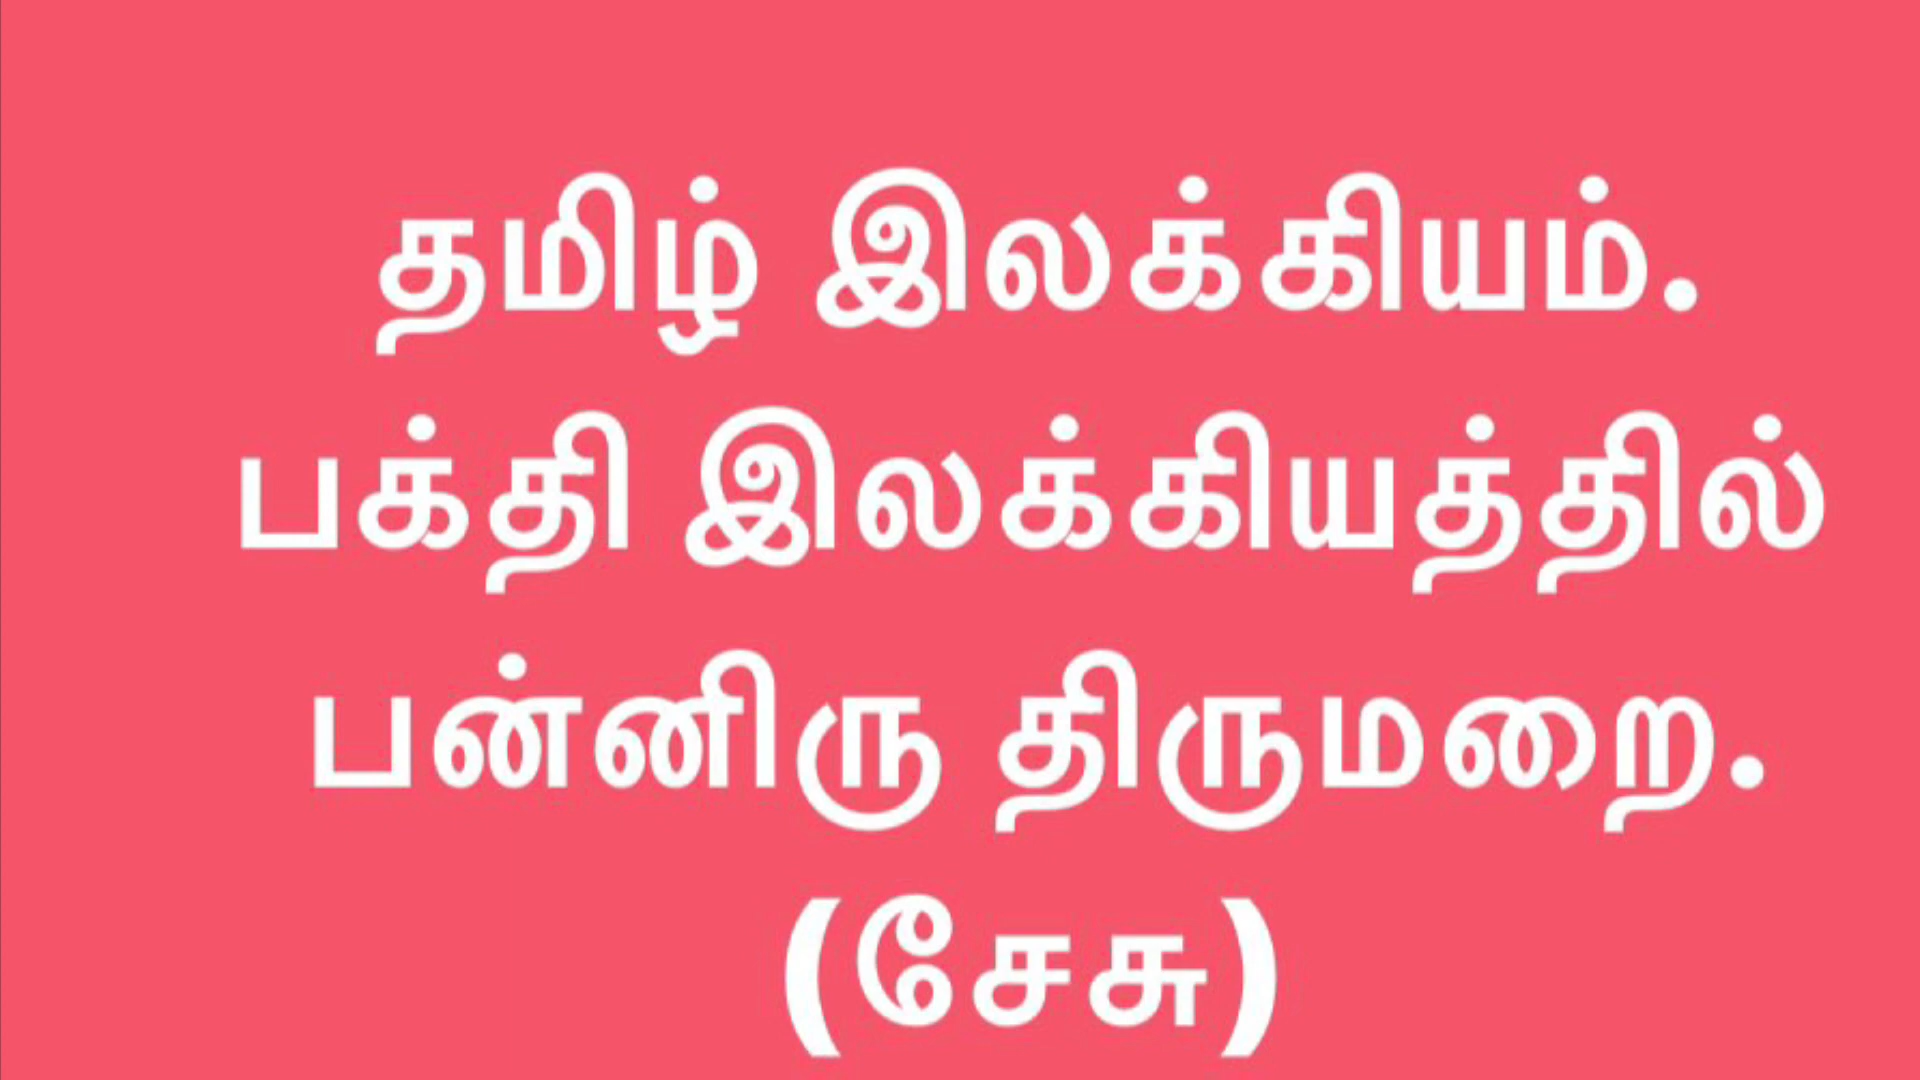 தமிழ் இலக்கியம்.
பக்தி இலக்கியத்தில்
பன்னிரு திருமறை.
(சேசு)